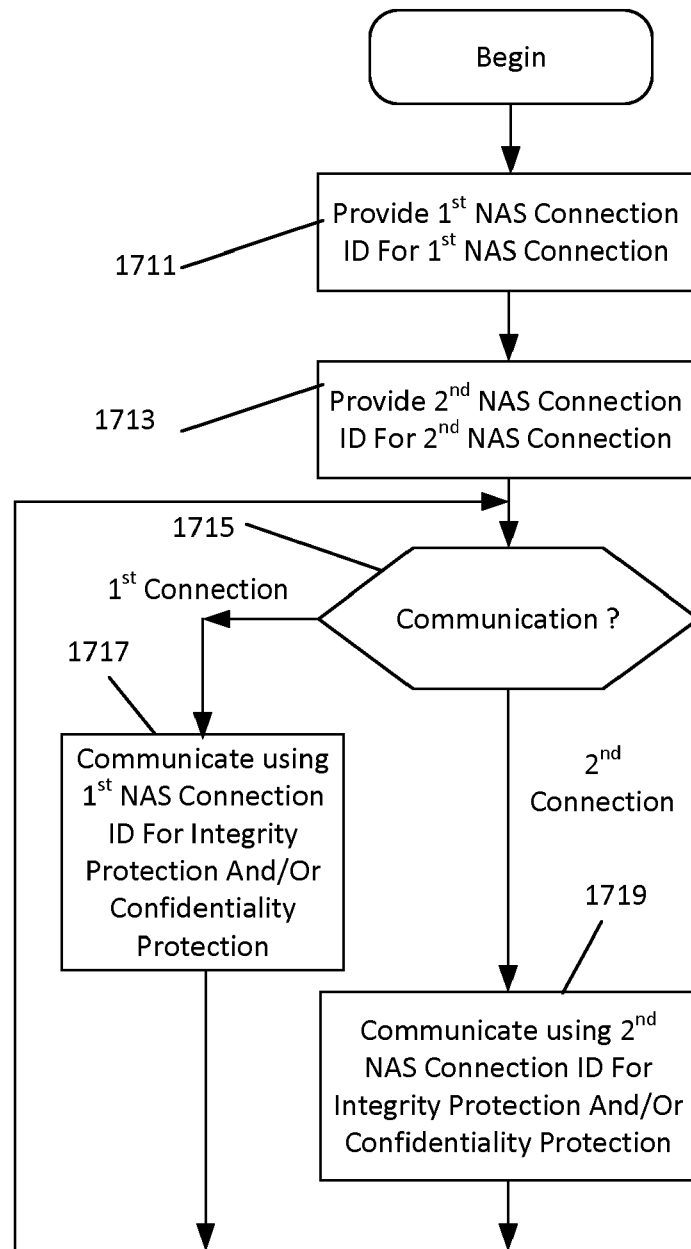 Begin
Provide 1st NAS Connection
ID For 1st NAS Connection
1711
Provide 2nd NAS Connection
ID For 2nd NAS Connection
1713
1715
1st Connection
Communication ?
1717
Communicate using
1st NAS Connection
ID For Integrity
Protection And/Or
Confidentiality
Protection
2nd
Connection
1719
Communicate using 2nd
NAS Connection ID For
Integrity Protection And/Or
Confidentiality Protection